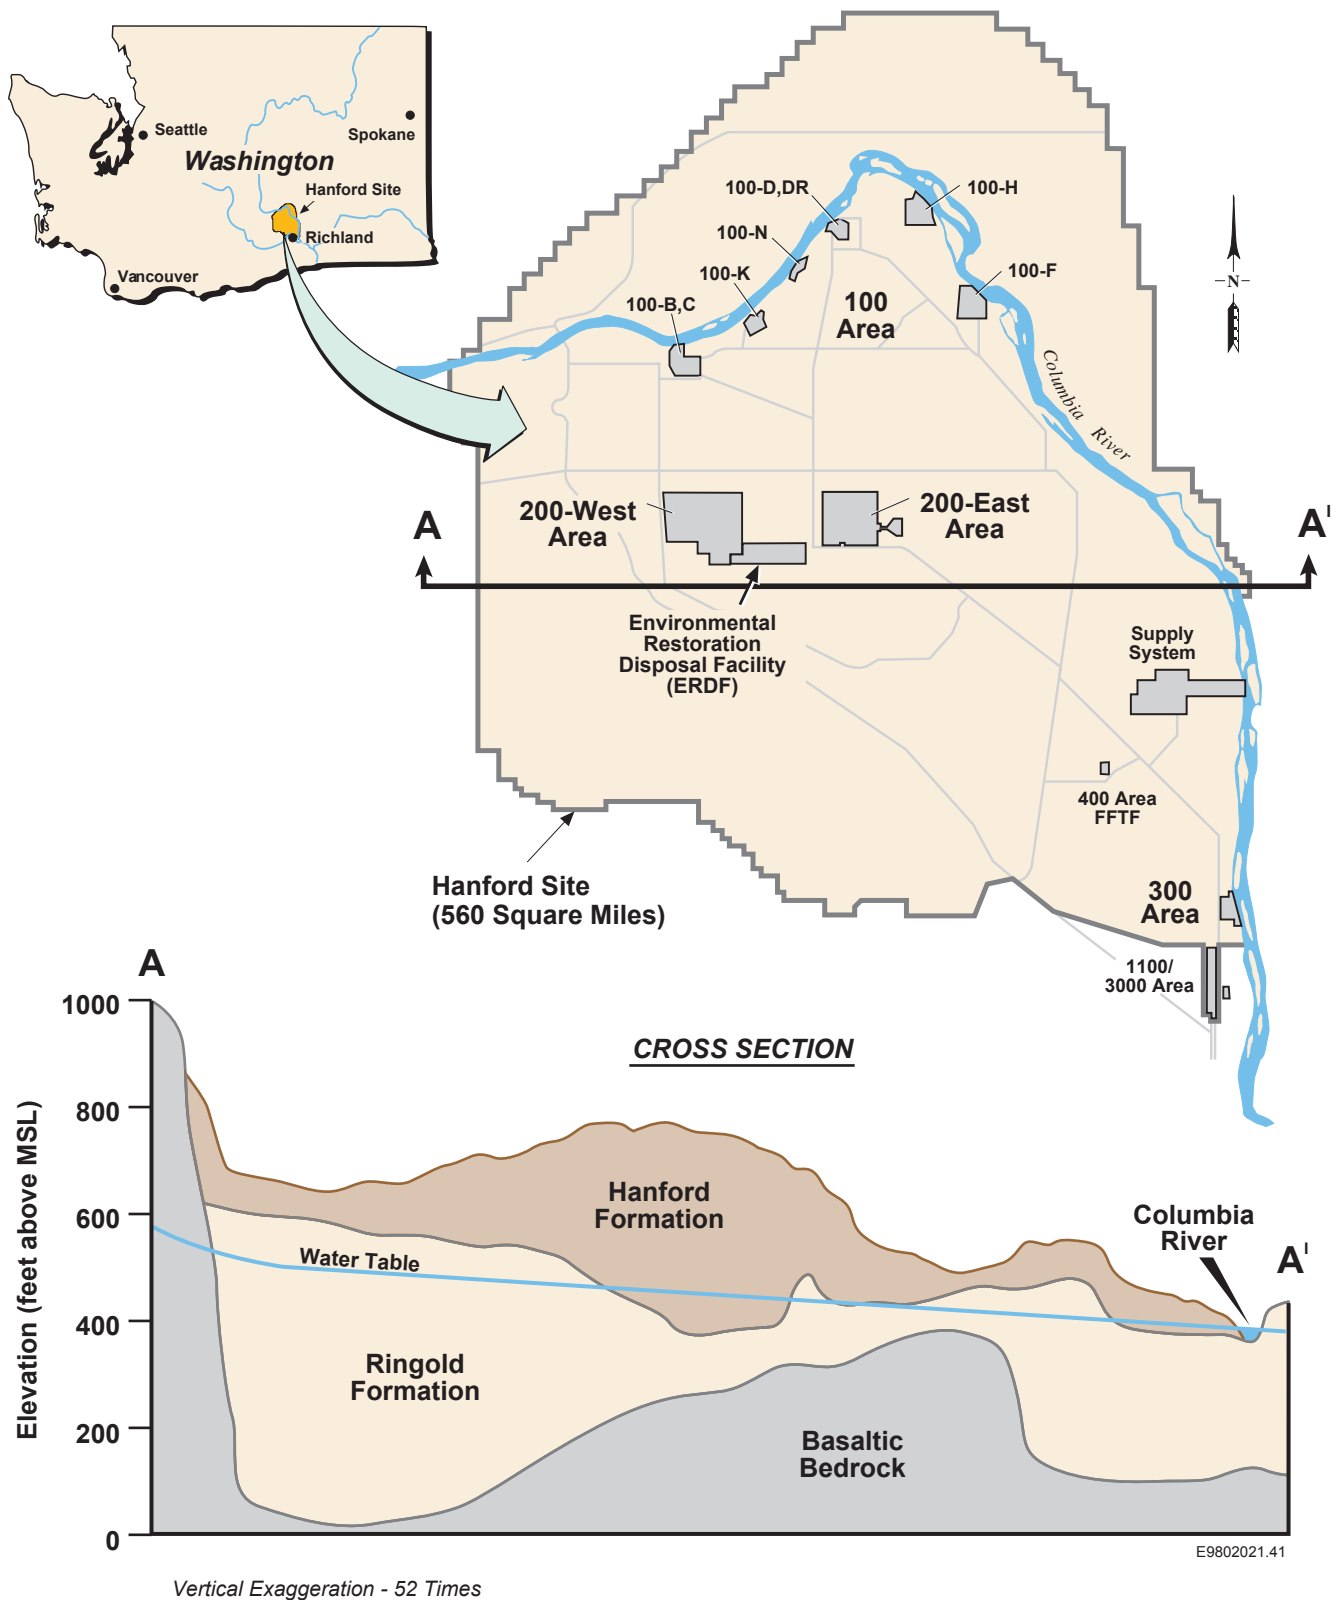 Seattle
Spokane
Washington
Hanford Site
Richland
Vancouver
100-D,DR
100-H
100-N
100-K
100-F
100-B,C
100
Area
N
Columbia River
200-West
Area
200-East
Area
A
A'
Environmental
Restoration
Disposal Facility
(ERDF)
Supply
System
400 Area
FFTF
Hanford Site
(560 Square Miles)
300
Area
1100/
3000 Area
A
CROSS SECTION
1000
800
600
400
200
0
Elevation (feet above MSL)
Hanford
Formation
Water Table
Columbia
River
A'
Ringold
Formation
Basaltic
Bedrock
E9802021.41
Vertical Exaggeration - 52 Times